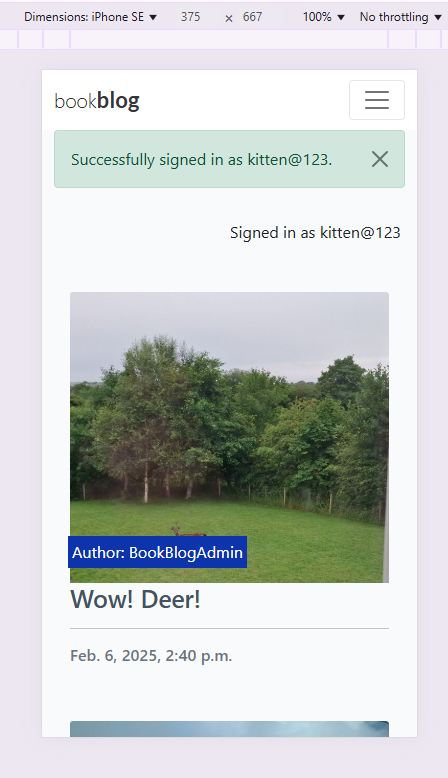 Dimensions: iPhone SE 375 × 667 100% No throttling
bookblog
Successfully signed in as kitten@123.
Signed in as kitten@123
Author: BookBlogAdmin
Wow! Deer!
Feb. 6, 2025, 2:40 p.m.